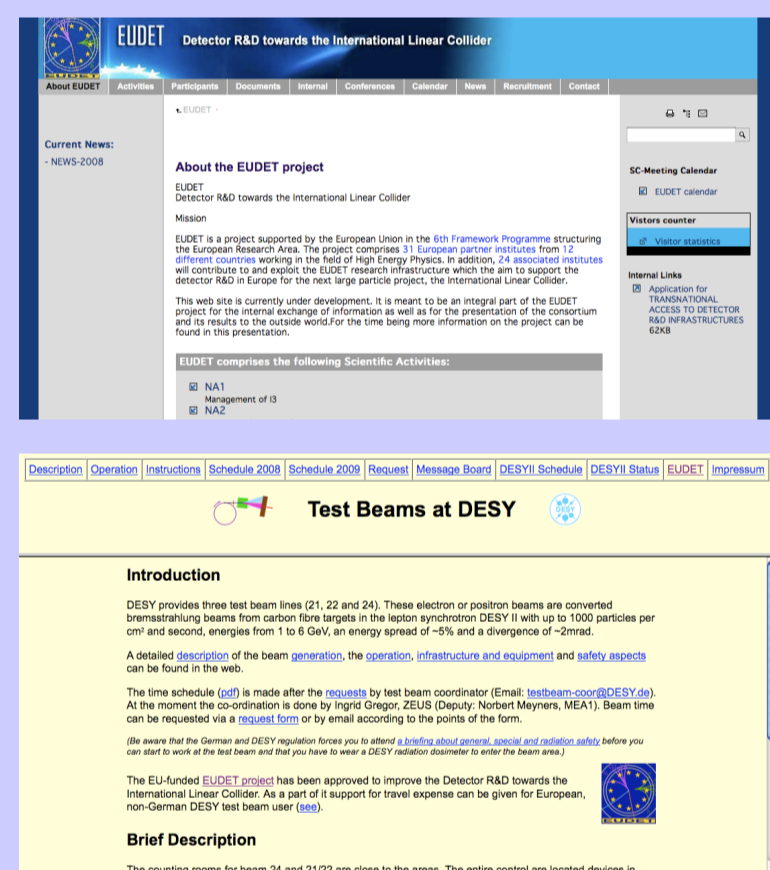 EUDET Detector R&D towards the International Linear Collider
EUDET
About EUDET Activities Participants Documents Internal Conferences Calendar News Recruitment Contact
EUDET ·
Current News:
- NEWS-2008
About the EUDET project
EUDET
Detector R&D towards the International Linear Collider
Mission
EUDET is a project supported by the European Union in the 6th Framework Programme structuring
the European Research Area. The project comprises 31 European partner institutes from 12
different countries working in the field of High Energy Physics. In addition, 24 associated institutes
will contribute to and exploit the EUDET research infrastructure which the aim to support the
detector R&D in Europe for the next large particle project, the International Linear Collider.
This web site is currently under development. It is meant to be an integral part of the EUDET
project for the internal exchange of information as well as for the presentation of the consortium
and its results to the outside world.For the time being more information on the project can be
found in this presentation.
EUDET comprises the following Scientific Activities:
NA1
Management of I3
NA2
SC-Meeting Calendar
EUDET calendar
Vistors counter
Visitor statistics
Internal Links
Application for
TRANSNATIONAL
ACCESS TO DETECTOR
R&D INFRASTRUCTURES
62KB
Description Operation Instructions Schedule 2008 Schedule 2009 Request Message Board DESYII Schedule DESYII Status EUDET Impressum
Test Beams at DESY
DESY
Introduction
DESY provides three test beam lines (21, 22 and 24). These electron or positron beams are converted
bremsstrahlung beams from carbon fibre targets in the lepton synchrotron DESY II with up to 1000 particles per
cm² and second, energies from 1 to 6 GeV, an energy spread of ~5% and a divergence of ~2mrad.
A detailed description of the beam generation, the operation, infrastructure and equipment and safety aspects
can be found in the web.
The time schedule (pdf) is made after the requests by test beam coordinator (Email: testbeam-coor@DESY.de).
At the moment the co-ordination is done by Ingrid Gregor, ZEUS (Deputy: Norbert Meyners, MEA1). Beam time
can be requested via a request form or by email according to the points of the form.
(Be aware that the German and DESY regulation forces you to attend a briefing about general, special and radiation safety before you
can start to work at the test beam and that you have to wear a DESY radiation dosimeter to enter the beam area.)
The EU-funded EUDET project has been approved to improve the Detector R&D towards the
International Linear Collider. As a part of it support for travel expense can be given for European,
non-German DESY test beam user (see).
EUDET
Brief Description
The counting rooms for beam 24 and 21/22 are close to the areas. The entire control are located devices in